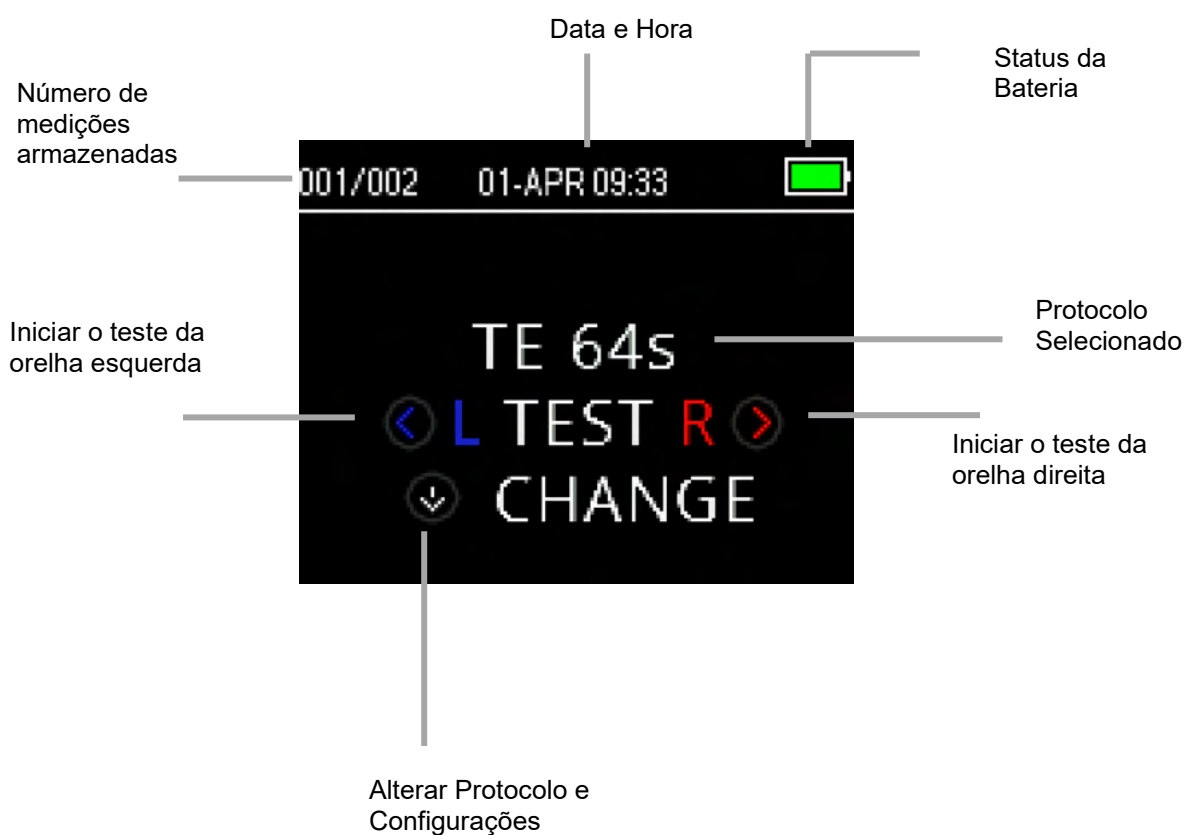 Data e Hora
Status da
Bateria
Número de
medições
armazenadas
001/002 01-APR 09:33
Iniciar o teste da
orelha esquerda
Protocolo
Selecionado
TE 64s
L TEST R
CHANGE
Iniciar o teste da
orelha direita
Alterar Protocolo e
Configurações